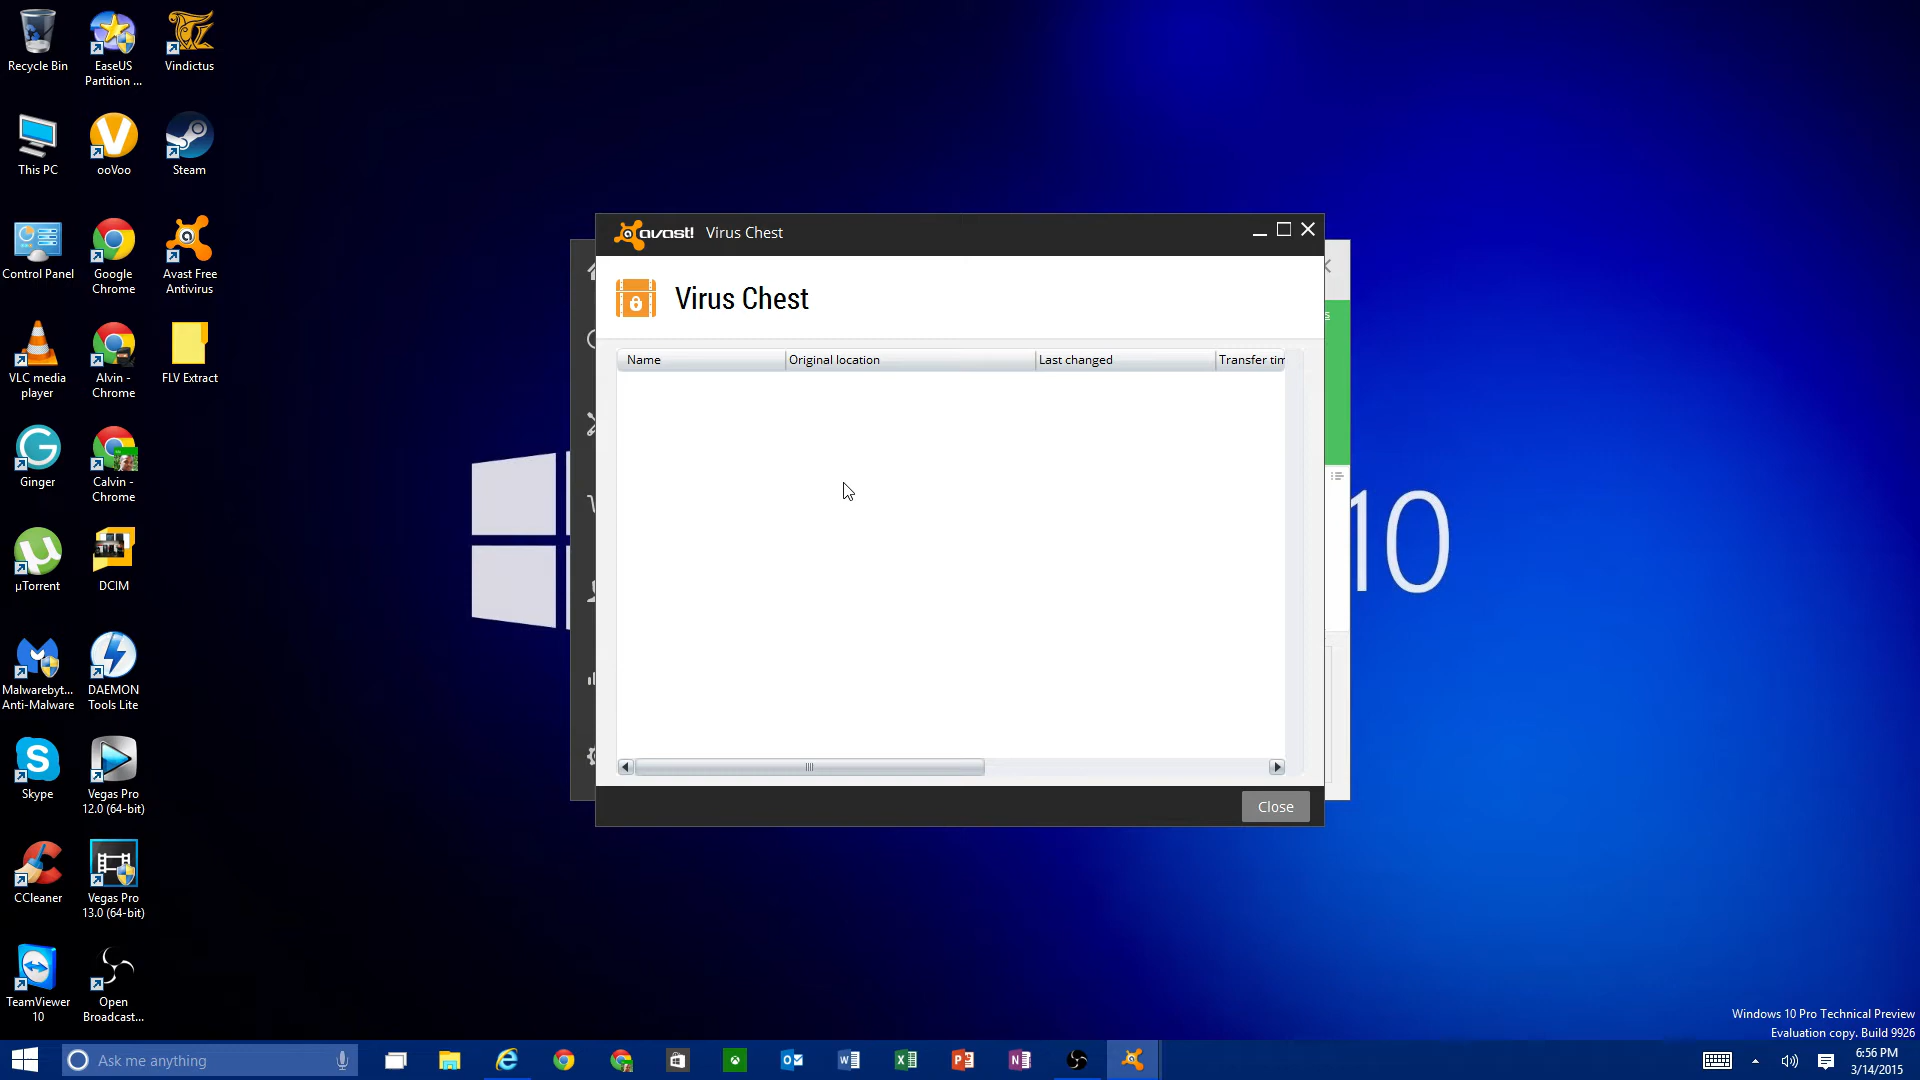 Recycle Bin
EaseUS
Partition ...
Vindictus
This PC
ooVoo
Steam
Control Panel
Google
Chrome
Avast Free
Antivirus
VLC media
player
Alvin -
Chrome
FLV Extract
Ginger
Calvin -
Chrome
µTorrent
DCIM
Malwarebyt...
Anti-Malware
DAEMON
Tools Lite
Skype
Vegas Pro
12.0 (64-bit)
CCleaner
Vegas Pro
13.0 (64-bit)
TeamViewer
10
Open
Broadcast...
avast! Virus Chest
Virus Chest
Name Original location Last changed Transfer tim
Close
10
Windows 10 Pro Technical Preview
Evaluation copy. Build 9926
Ask me anything
6:56 PM
3/14/2015